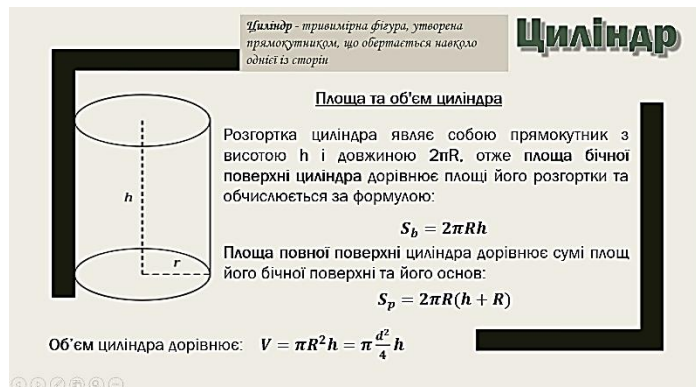 Циліндр - тривимірна фігура, утворена
прямокутником, що обертається навколо
однієї із сторін
Циліндр
Площа та об'єм циліндра
Розгортка циліндра являє собою прямокутник з
висотою h і довжиною 2πR, отже площа бічної
поверхні циліндра дорівнює площі його розгортки та
обчислюється за формулою:
S_b = 2πRh
Площа повної поверхні циліндра дорівнює сумі площ
його бічної поверхні та його основ:
S_p = 2πR(h + R)
h
r
Об'єм циліндра дорівнює: V = πR²h = π d²/4 h